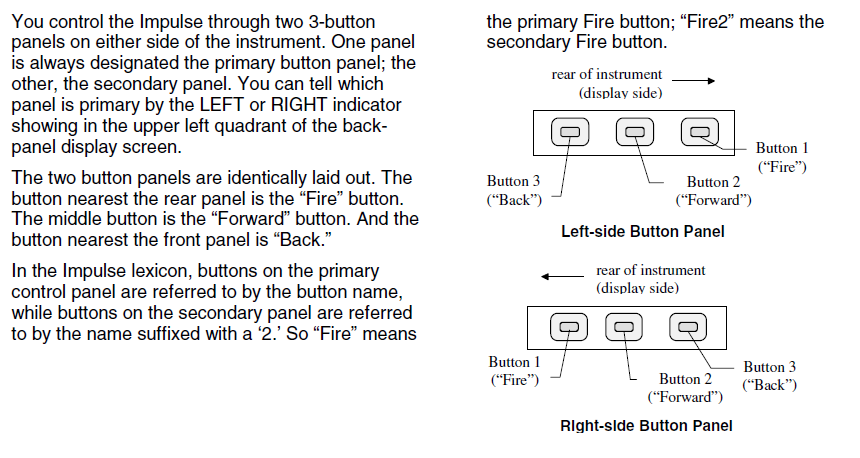 You control the Impulse through two 3-button
panels on either side of the instrument. One panel
is always designated the primary button panel; the
other, the secondary panel. You can tell which
panel is primary by the LEFT or RIGHT indicator
showing in the upper left quadrant of the back-
panel display screen.
The two button panels are identically laid out. The
button nearest the rear panel is the “Fire” button.
The middle button is the “Forward” button. And the
button nearest the front panel is “Back.”
In the Impulse lexicon, buttons on the primary
control panel are referred to by the button name,
while buttons on the secondary panel are referred
to by the name suffixed with a ‘2.’ So “Fire” means
the primary Fire button; “Fire2” means the
secondary Fire button.
rear of instrument
(display side)
Button 1
(“Fire”)
Button 3
(“Back”)
Button 2
(“Forward”)
Left-side Button Panel
rear of instrument
(display side)
Button 1
(“Fire”)
Button 2
(“Forward”)
Button 3
(“Back”)
Right-side Button Panel